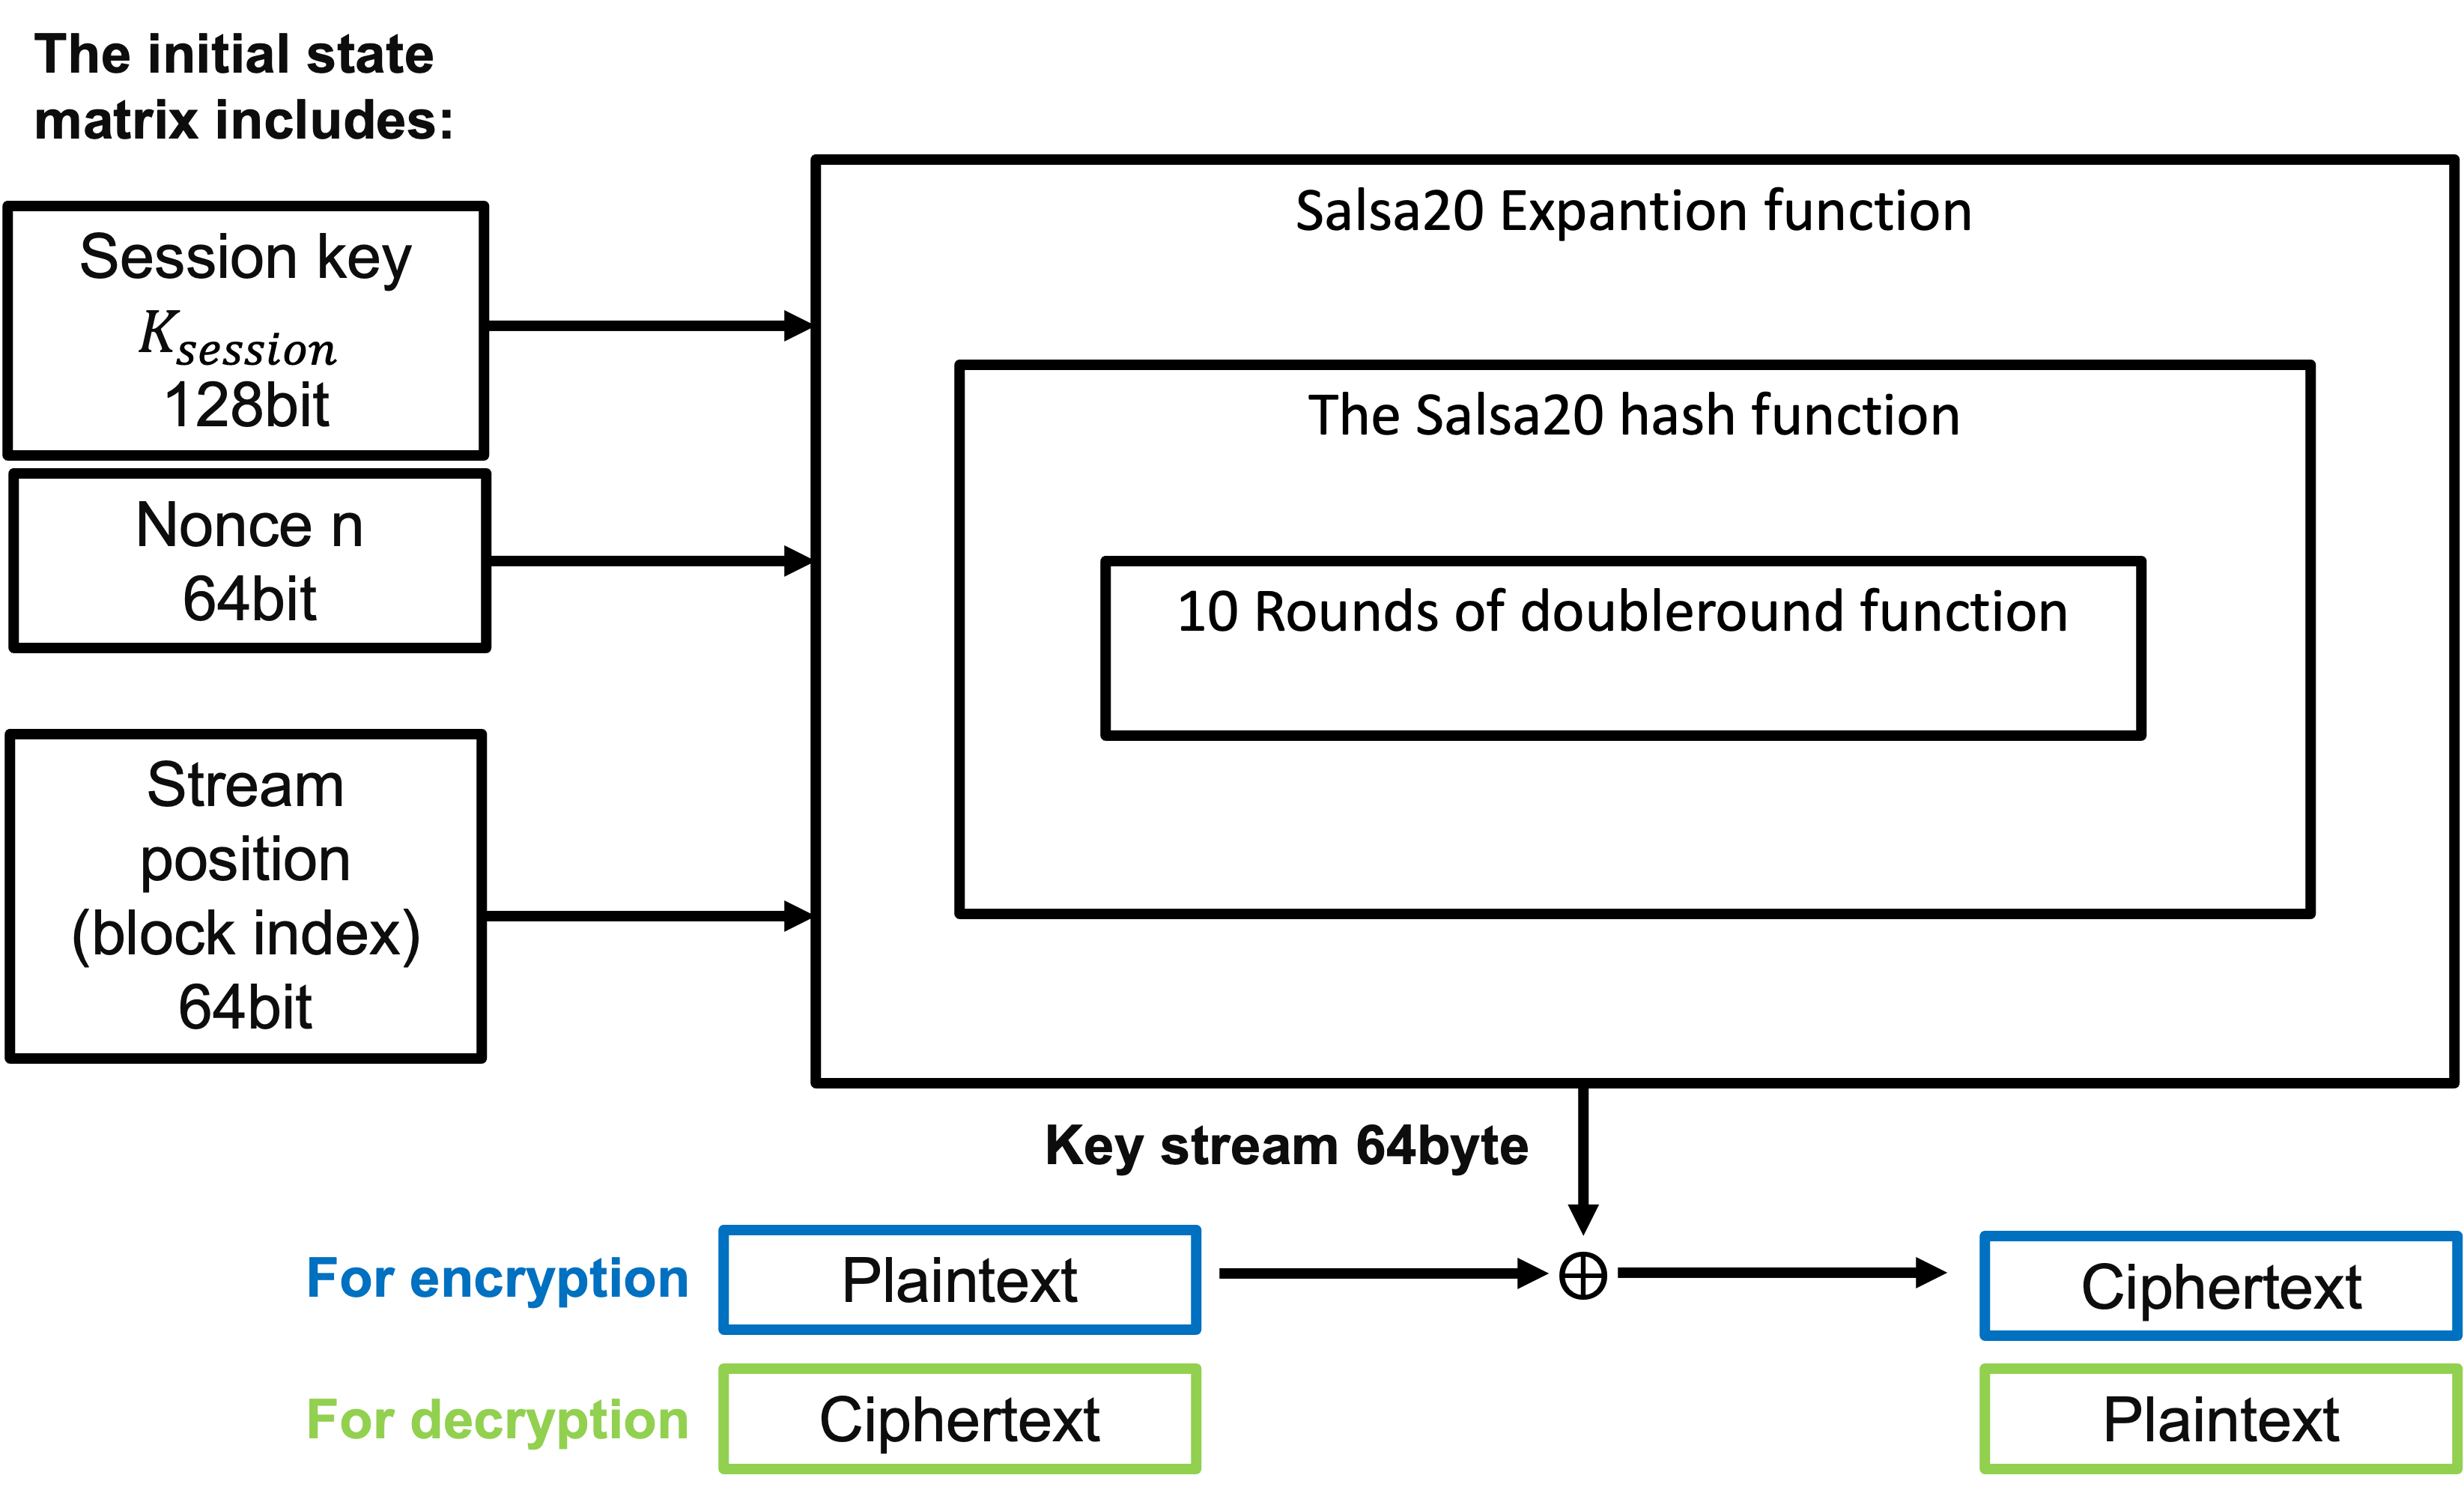 The initial state
matrix includes:
Session key
K_session
128bit
Nonce n
64bit
Stream
position
(block index)
64bit
Salsa20 Expantion function
The Salsa20 hash function
10 Rounds of doubleround function
Key stream 64byte
For encryption
Plaintext
⊕
Ciphertext
For decryption
Ciphertext
Plaintext